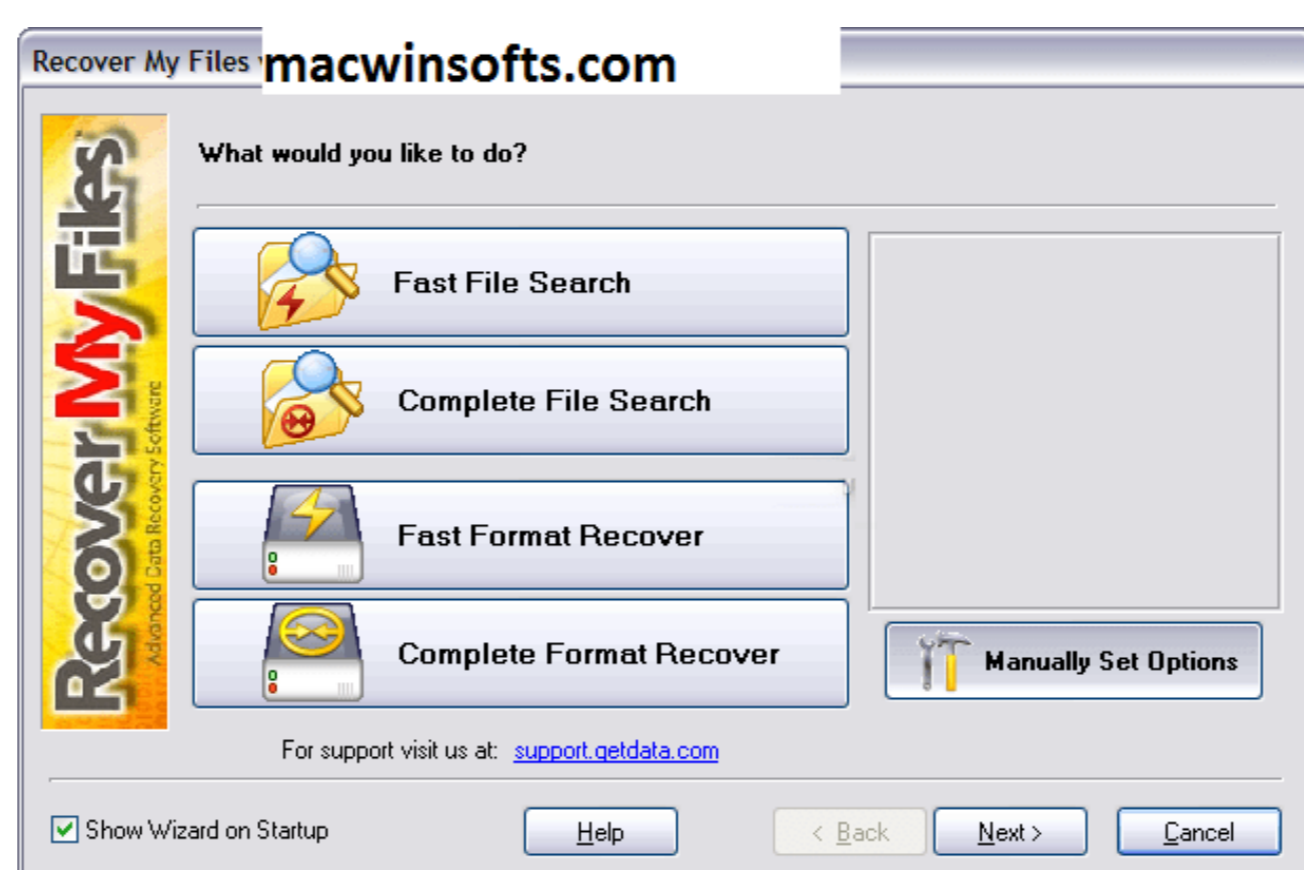 Recover My Files
macwinsofts.com
Recover My Files
Advanced Data Recovery Software
What would you like to do?
Fast File Search
Complete File Search
Fast Format Recover
Complete Format Recover
Manually Set Options
For support visit us at: support.getdata.com
Show Wizard on Startup
Help
< Back
Next >
Cancel